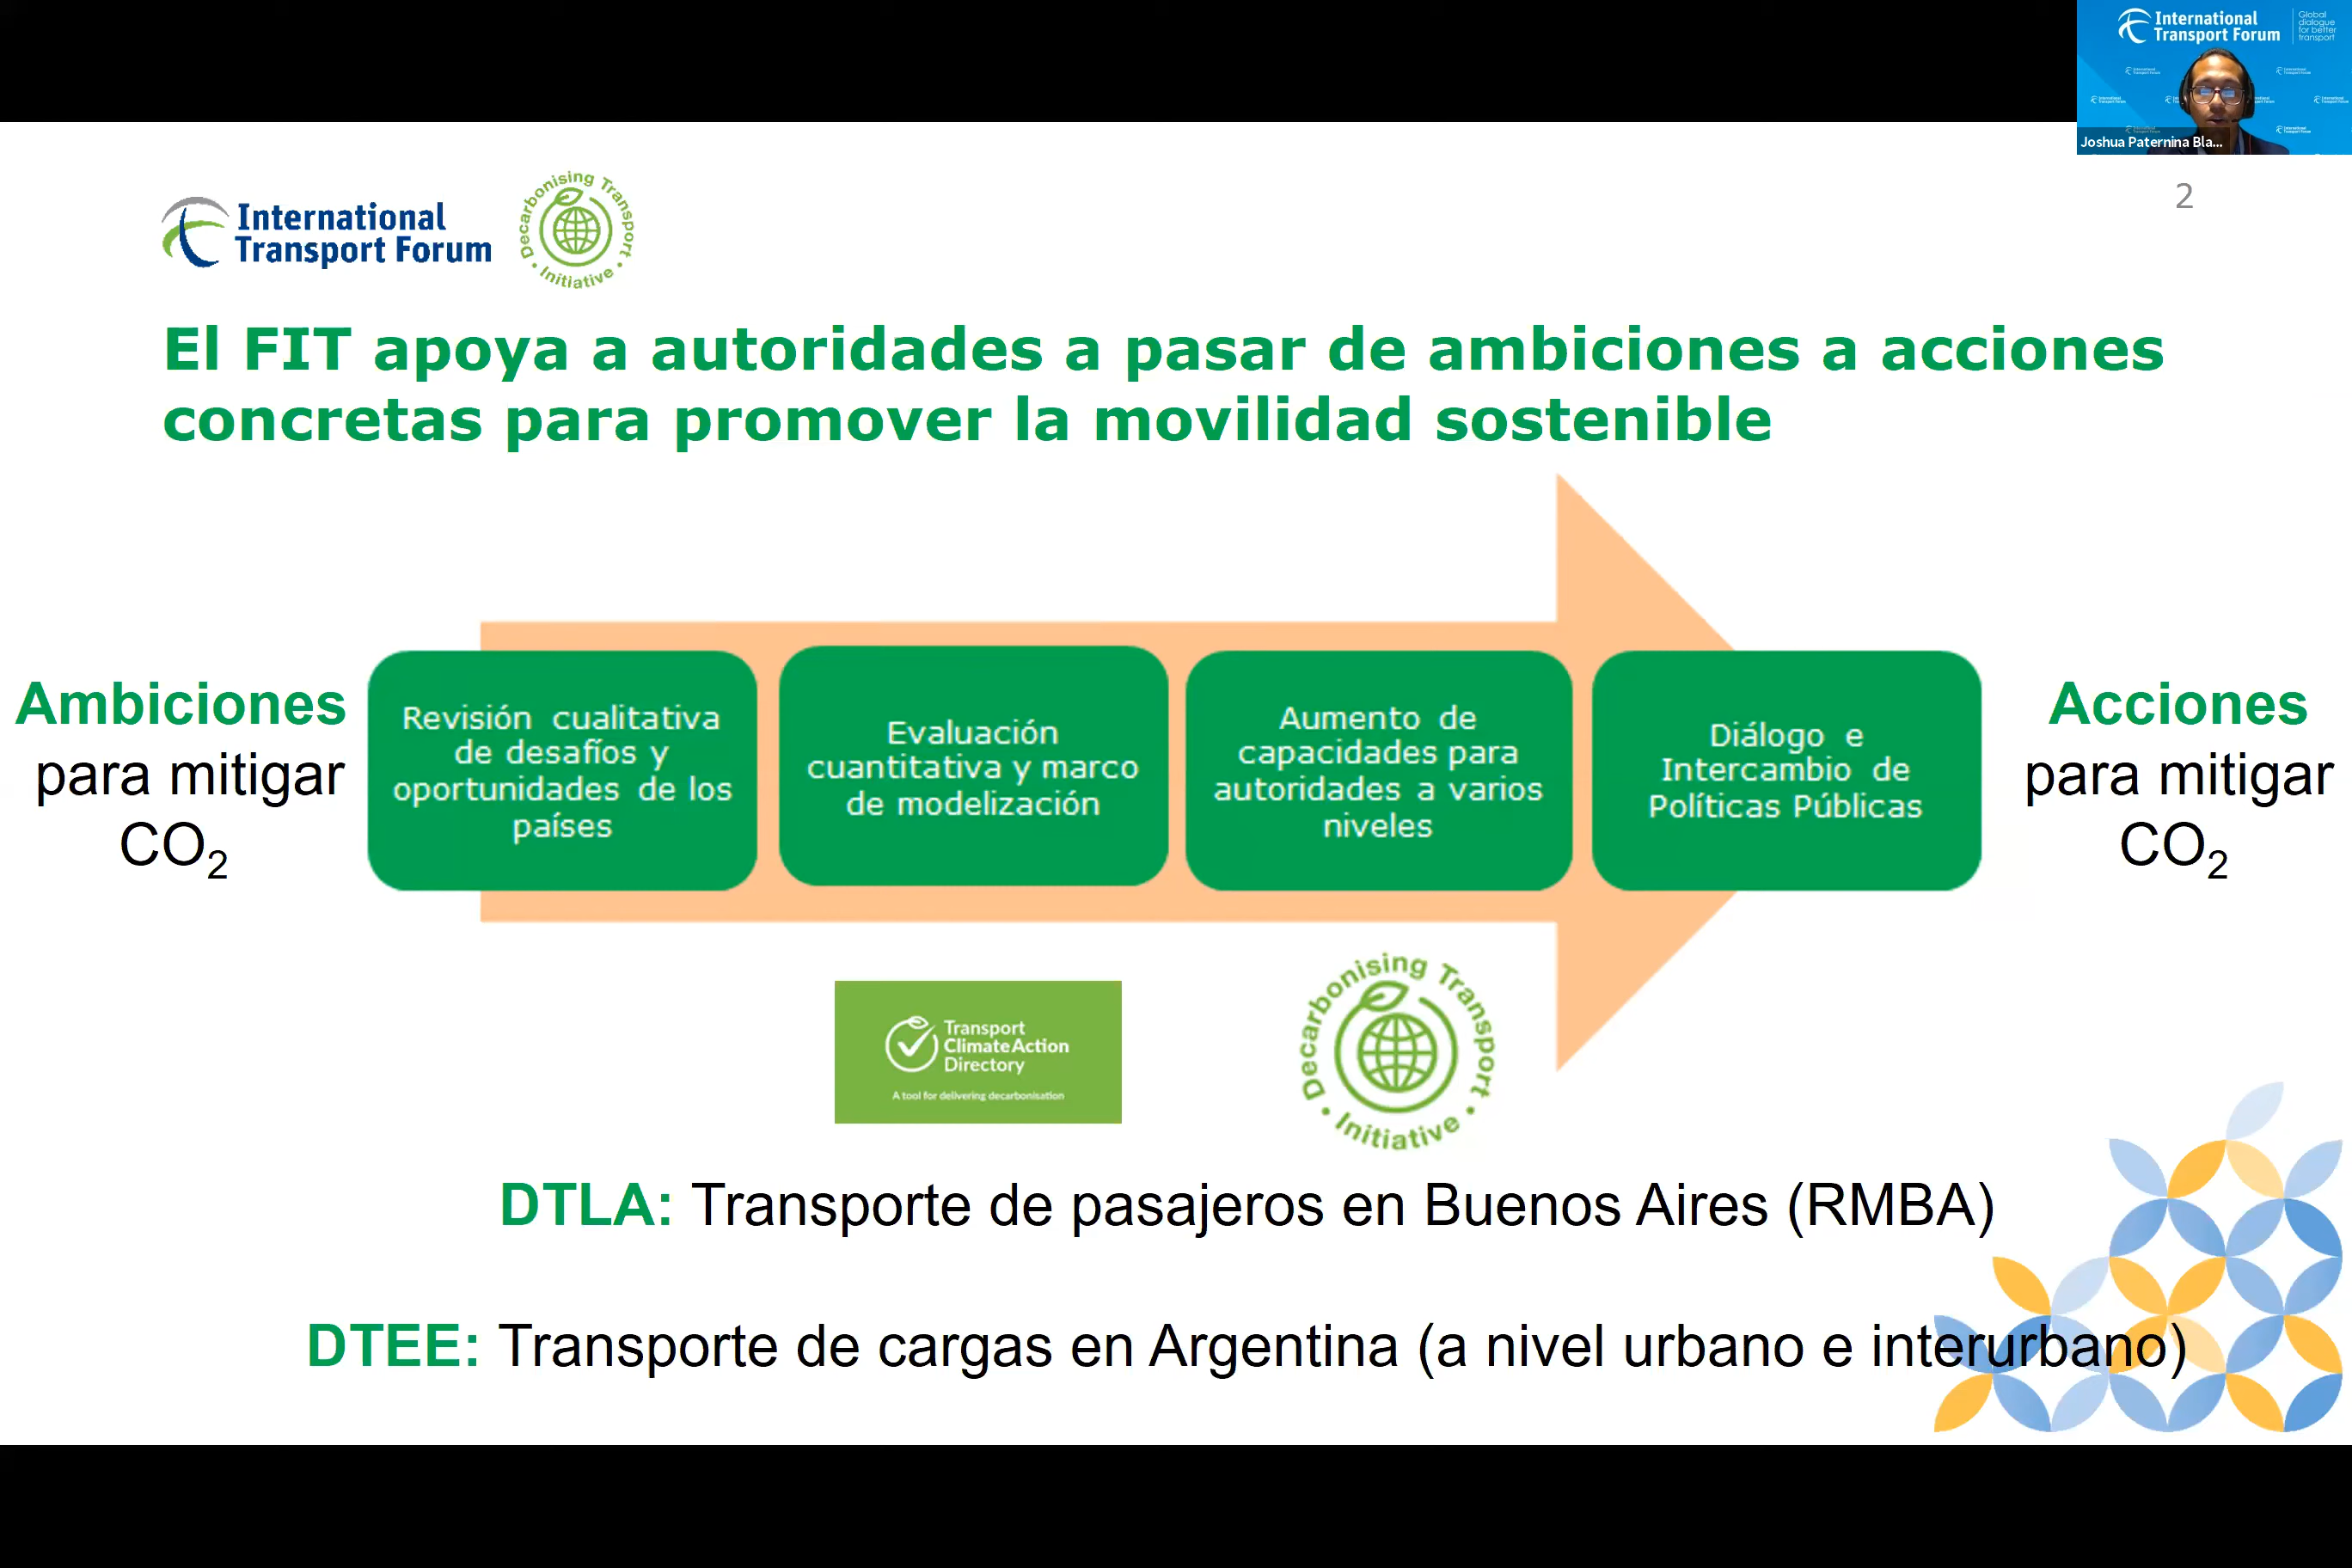 International
Transport Forum
Global
dialogue
for better
transport
Joshua Paternina Bla...
2
International
Transport Forum
Decarbonising Transport
• Initiative •
El FIT apoya a autoridades a pasar de ambiciones a acciones
concretas para promover la movilidad sostenible
Ambiciones
para mitigar
CO₂
Revisión cualitativa
de desafíos y
oportunidades de los
países
Evaluación
cuantitativa y marco
de modelización
Aumento de
capacidades para
autoridades a varios
niveles
Diálogo e
Intercambio de
Políticas Públicas
Acciones
para mitigar
CO₂
Transport
Climate Action
Directory
A tool for delivering decarbonisation
Decarbonising Transport
• Initiative •
DTLA: Transporte de pasajeros en Buenos Aires (RMBA)
DTEE: Transporte de cargas en Argentina (a nivel urbano e interurbano)